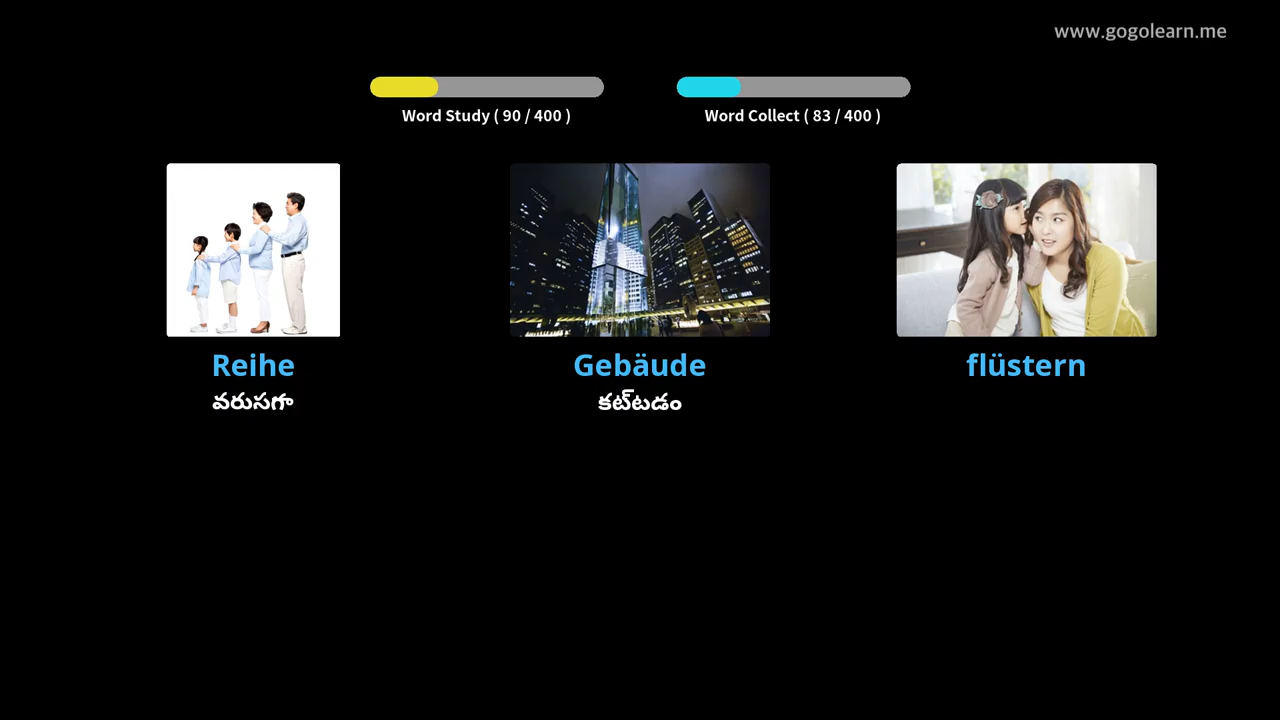 www.gogolearn.me
Word Study ( 90 / 400 )
Word Collect ( 83 / 400 )
Reihe
వరుసగా
Gebäude
కట్టడం
flüstern